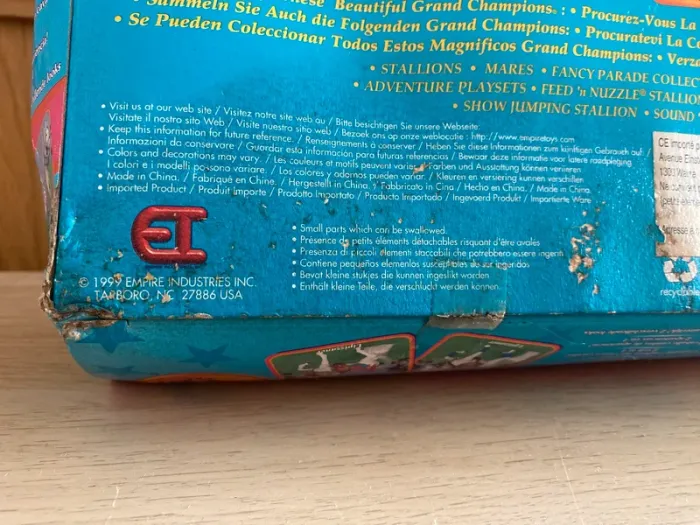 Beautiful Grand Champions. : • Procurez-Vous La
• Sammeln Sie Auch die Folgenden Grand Champions: • Procuratevi La
• Se Pueden Coleccionar Todos Estos Magnificos Grand Champions: •
• STALLIONS • MARES • FANCY PARADE COLLEC
• ADVENTURE PLAYSETS • FEED 'n NUZZLE® STALLIO
• SHOW JUMPING STALLION • SOUND
• Visit us at our web site / Visitez notre site web au / Bitte besichtigen Sie unsere Webseite
Visitate il nostro sito Web / Visite nuestro sitio web / Bezoek ons op onze weblocatie : http://www.empiretoys.com
• Keep this information for future reference. / Renseignements à conserver / Heben Sie diese Informationen zum künftigen Gebrauch auf /
Informazioni da conservare / Guardar esta información para futuras referencias / Bewaar deze informatie voor latere raadpleging
• Colors and decorations may vary. / Les couleurs et motifs peuvent varier. / Farben und Ausstattung können variieren
I colori e i modelli possono variare. / Los colores y adornos pueden variar. / Kleuren en versiering kunnen verschillen
• Made in China. / Fabriqué en Chine. / Hergestellt in China. / Fabbricato in Cina / Hecho en China. / Made in China.
• Imported Product / Produit Importé / Prodotto Importato / Producto Importado / Ingevoerd Produkt / Importierte Ware
EI
© 1999 EMPIRE INDUSTRIES INC.
TARBORO, NC 27886 USA
• Small parts which can be swallowed.
• Présence de petits éléments détachables risquant d'être avalés
• Presenza di piccoli elementi staccabili che potrebbero essere ingeriti
• Contiene pequeños elementos susceptibles de ser ingeridos
• Bevat kleine stukjes die kunnen ingeslikt worden
• Enthält kleine Teile, die verschluckt werden können.
CE importé p
Avenue E
1301